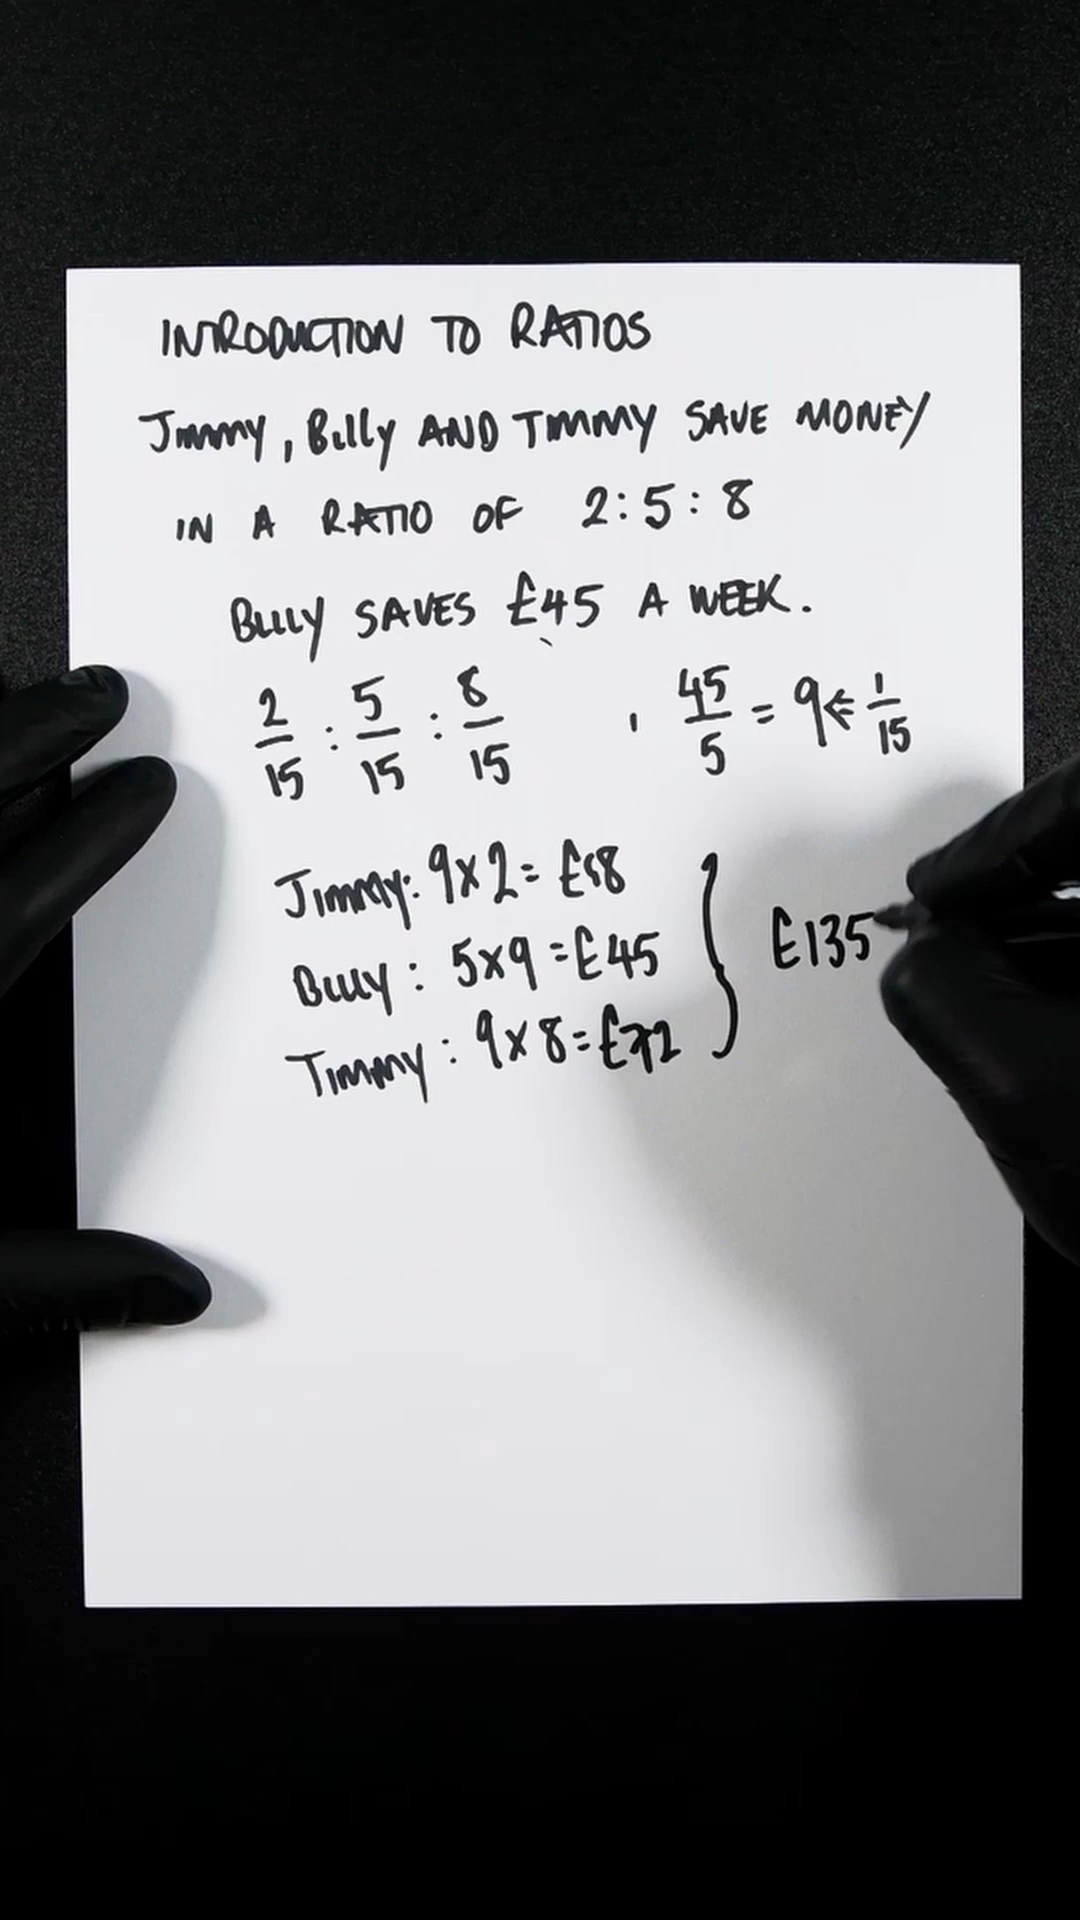 INTRODUCTION TO RATIOS
Jimmy, Billy AND TIMMY SAVE MONEY
IN A RATIO OF 2:5:8
BILLY SAVES £45 A WEEK.
2/15 : 5/15 : 8/15 , 45/5 = 9 ⇐ 1/15
JIMMY: 9x2= £18
BILLY: 5x9=£45
TIMMY: 9x8=£72
£135